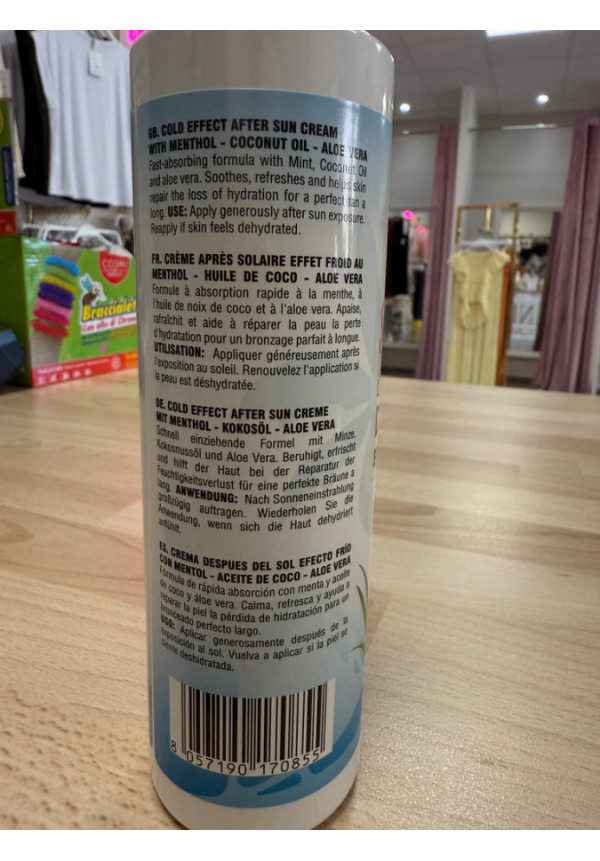 GB. COLD EFFECT AFTER SUN CREAM
WITH MENTHOL - COCONUT OIL - ALOE VERA
Fast-absorbing formula with Mint, Coconut Oil
and aloe vera. Soothes, refreshes and helps skin
repair the loss of hydration for a perfect tan a
long. USE: Apply generously after sun exposure.
Reapply if skin feels dehydrated.
FR. CRÈME APRÈS SOLAIRE EFFET FROID AU
MENTHOL - HUILE DE COCO - ALOE VERA
Formule à absorption rapide à la menthe, à
l'huile de noix de coco et à l'aloe vera. Apaise,
rafraîchit et aide à réparer la peau la perte
d'hydratation pour un bronzage parfait à longue.
UTILISATION: Appliquer généreusement après
l'exposition au soleil. Renouvelez l'application si
la peau est déshydratée.
DE. COLD EFFECT AFTER SUN CREME
MIT MENTHOL - KOKOSÖL - ALOE VERA
Schnell einziehende Formel mit Minze,
Kokosnussöl und Aloe Vera. Beruhigt, erfrischt
und hilft der Haut bei der Reparatur der
Feuchtigkeitsverlust für eine perfekte Bräune a
lang. ANWENDUNG: Nach Sonneneinstrahlung
großzügig auftragen. Wiederholen Sie die
Anwendung, wenn sich die Haut dehydriert
anfühlt.
ES. CREMA DESPUES DEL SOL EFECTO FRÍO
CON MENTOL - ACEITE DE COCO - ALOE VERA
Fórmula de rápida absorción con menta y aceite
de coco y áloe vera. Calma, refresca y ayuda a
reparar la piel la pérdida de hidratación para un
bronceado perfecto largo.
USO: Aplicar generosamente después de la
exposición al sol. Vuelva a aplicar si la piel se
siente deshidratada.
8 057190 170855
Braccialet